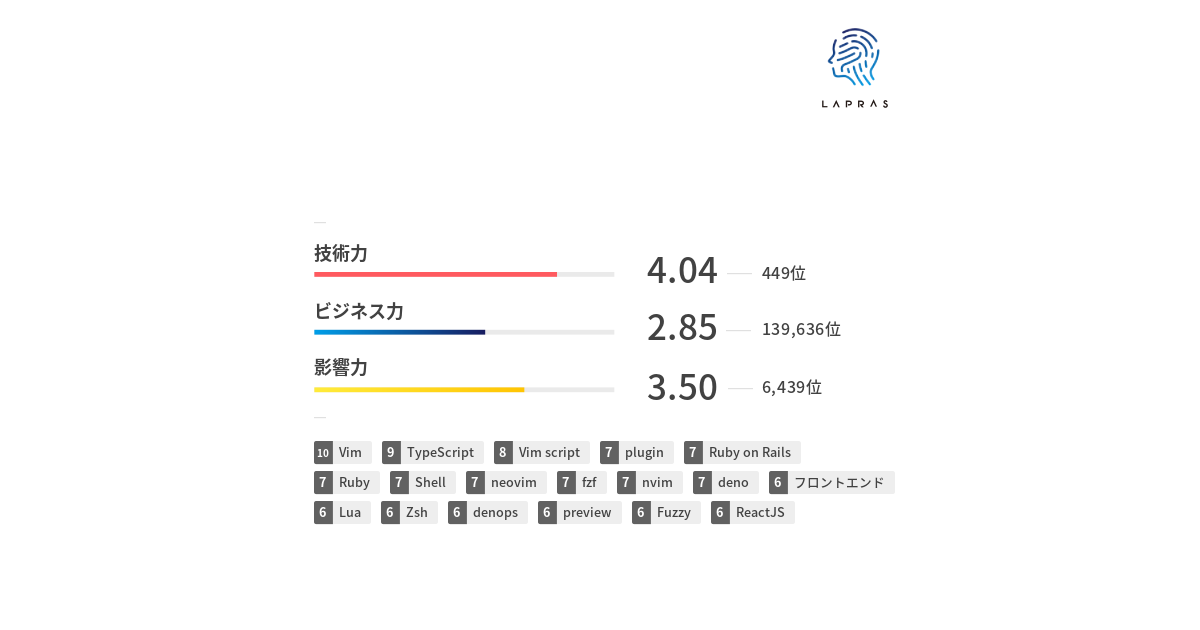 LAPRAS
技術力
4.04 449位
ビジネス力
2.85 139,636位
影響力
3.50 6,439位
10 Vim 9 TypeScript 8 Vim script 7 plugin 7 Ruby on Rails
7 Ruby 7 Shell 7 neovim 7 fzf 7 nvim 7 deno 6 フロントエンド
6 Lua 6 Zsh 6 denops 6 preview 6 Fuzzy 6 ReactJS